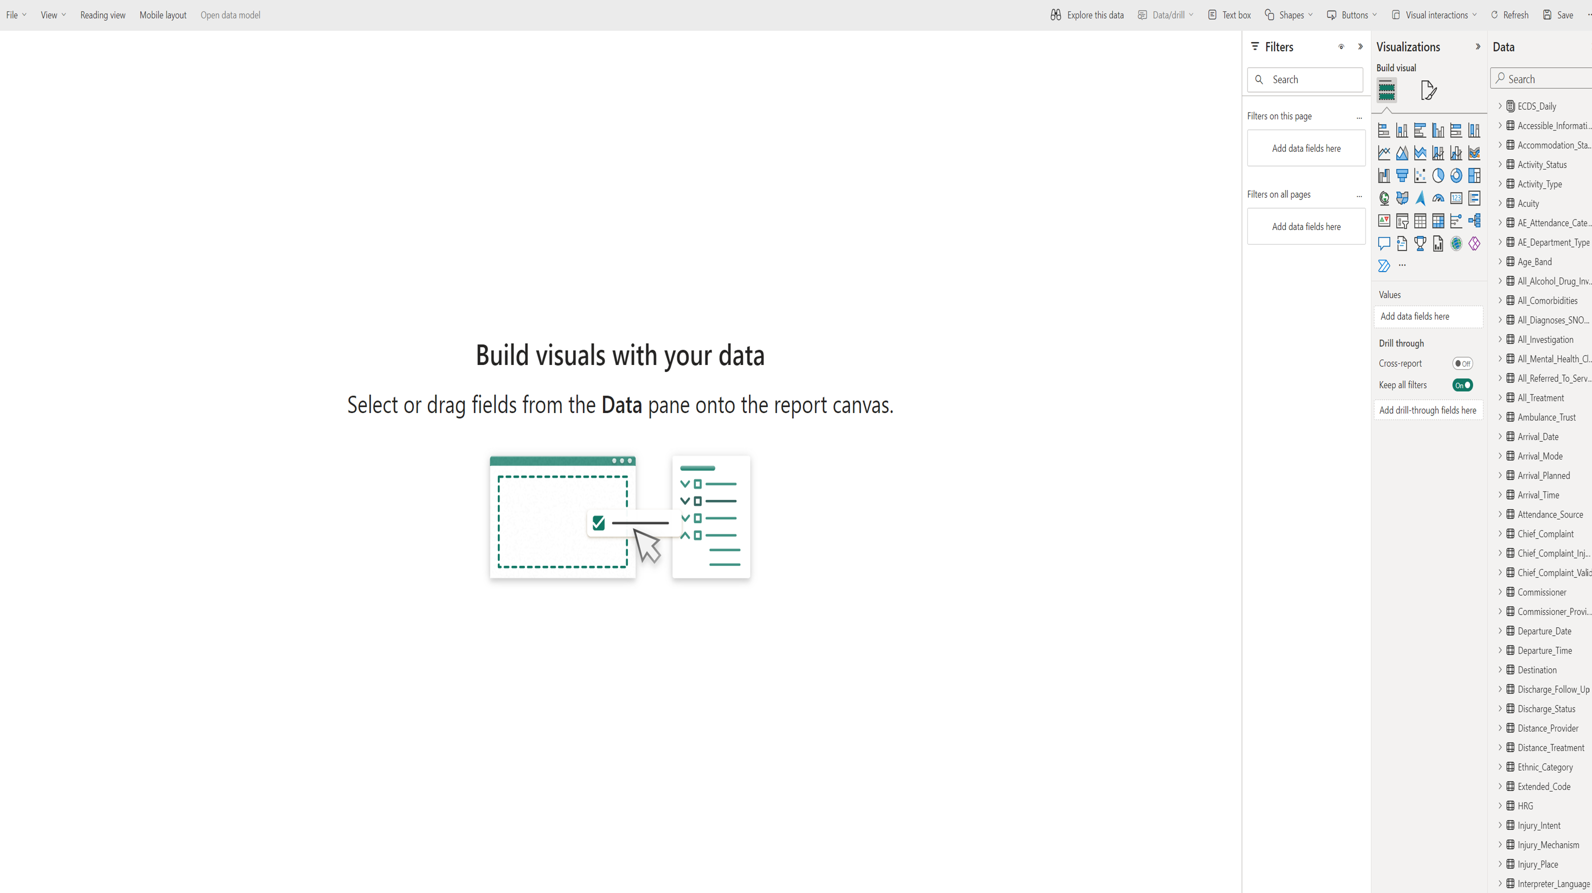 File
View
Reading view
Mobile layout
Open data model
Explore this data
Data/drill
Text box
Shapes
Buttons
Visual interactions
Refresh
Save
Build visuals with your data
Select or drag fields from the Data pane onto the report canvas.
Filters
Search
Filters on this page
...
Add data fields here
Filters on all pages
...
Add data fields here
Visualizations
Build visual
Values
Add data fields here
Drill through
Cross-report
Off
Keep all filters
On
Add drill-through fields here
Data
Search
ECDS_Daily
Accessible_Informati...
Accommodation_Sta...
Activity_Status
Activity_Type
Acuity
AE_Attendance_Cate...
AE_Department_Type
Age_Band
All_Alcohol_Drug_Inv...
All_Comorbidities
All_Diagnoses_SNO...
All_Investigation
All_Mental_Health_Cl...
All_Referred_To_Serv...
All_Treatment
Ambulance_Trust
Arrival_Date
Arrival_Mode
Arrival_Planned
Arrival_Time
Attendance_Source
Chief_Complaint
Chief_Complaint_Inj...
Chief_Complaint_Valid
Commissioner
Commissioner_Provi...
Departure_Date
Departure_Time
Destination
Discharge_Follow_Up
Discharge_Status
Distance_Provider
Distance_Treatment
Ethnic_Category
Extended_Code
HRG
Injury_Intent
Injury_Mechanism
Injury_Place
Interpreter_Language